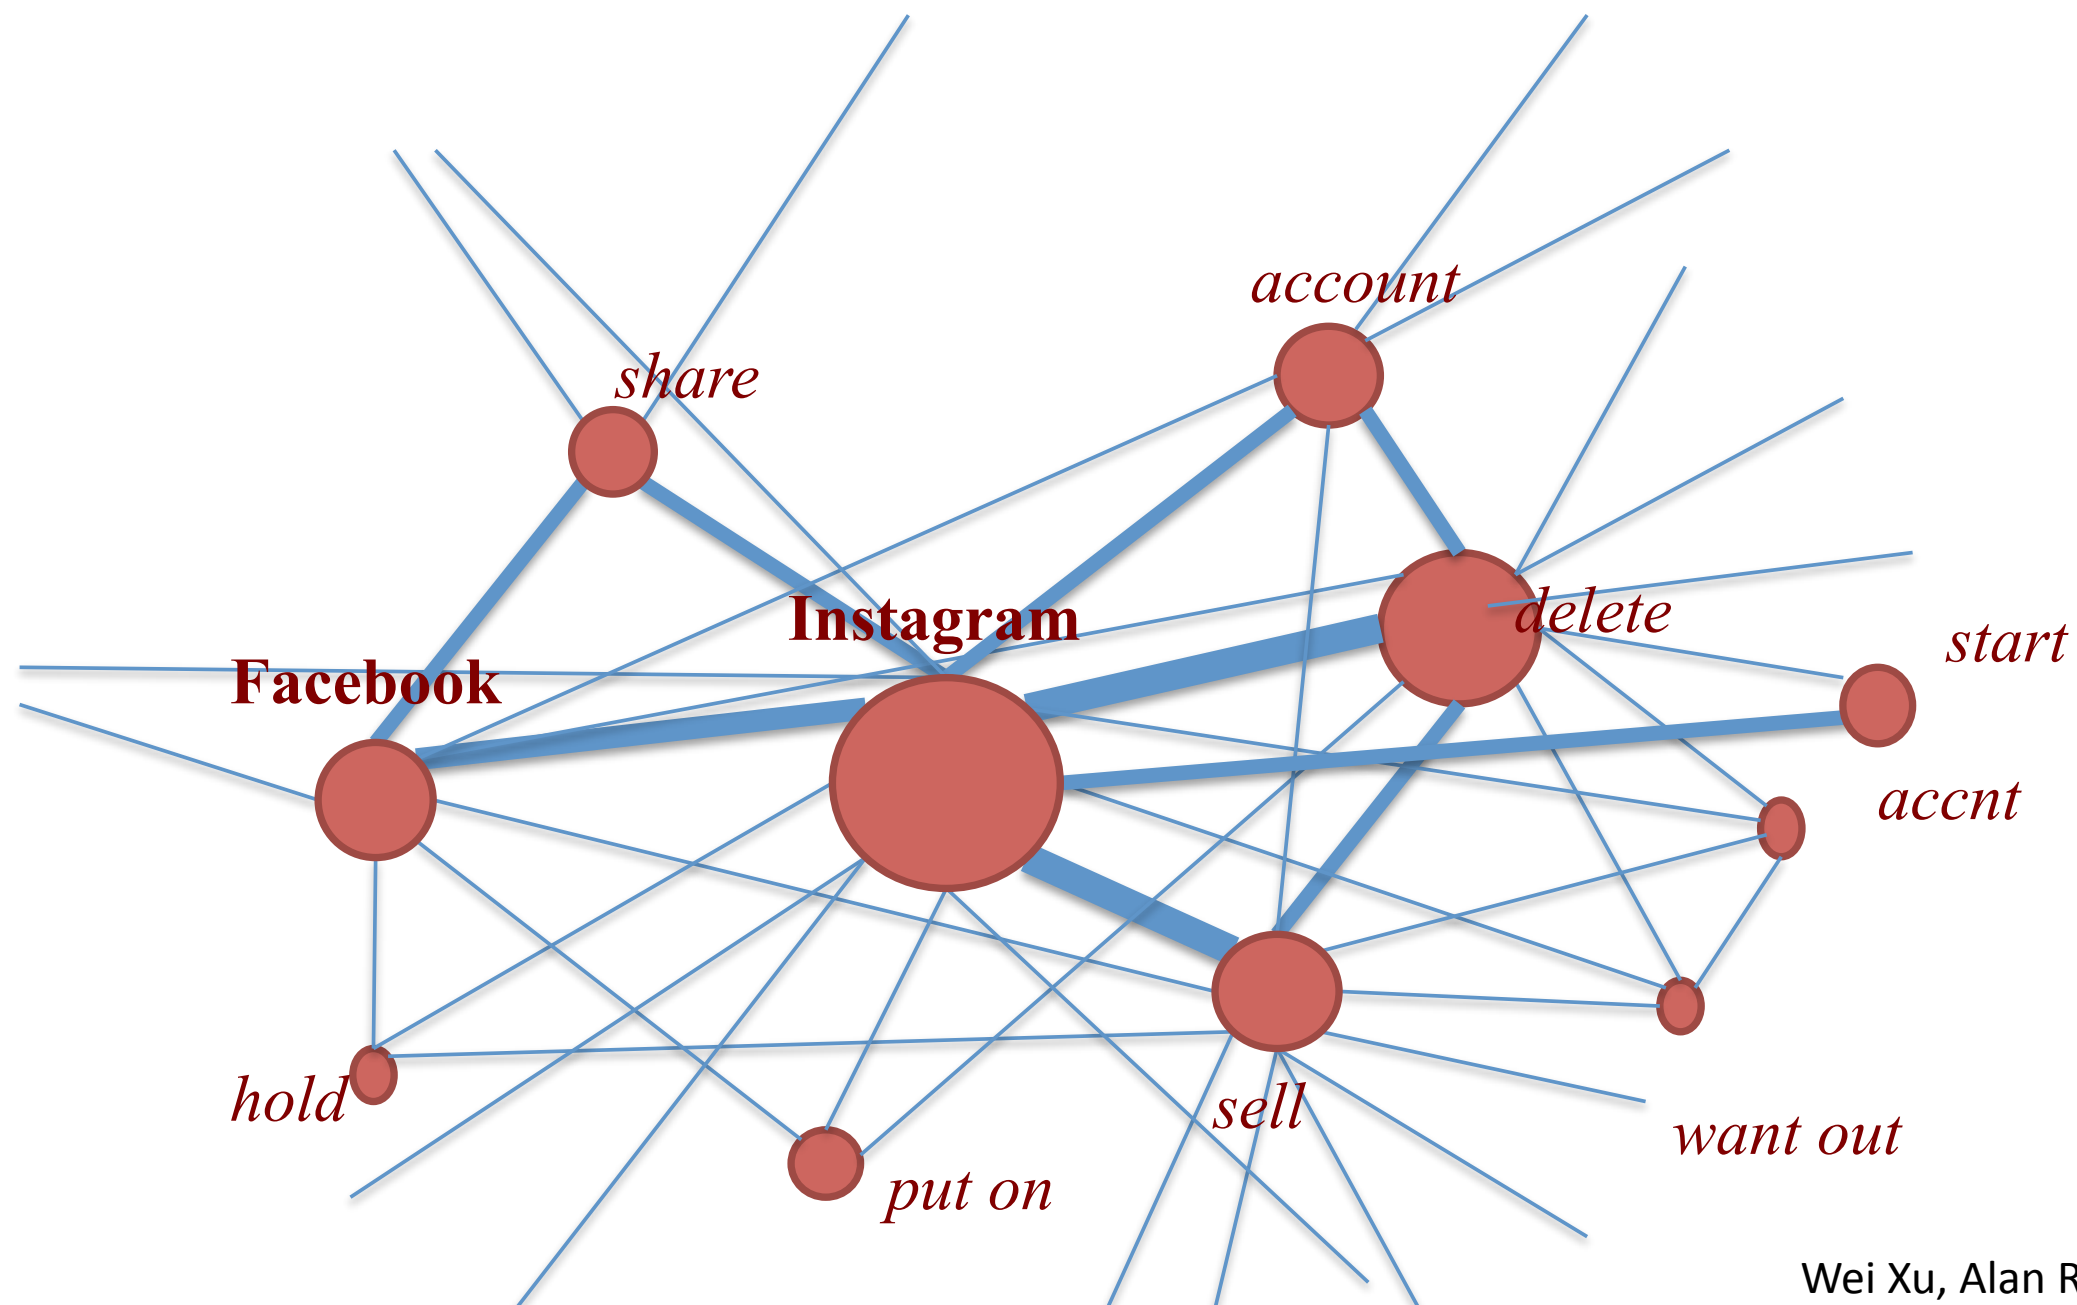 account
share
delete
Instagram
start
Facebook
accnt
hold
sell
want out
put on
Wei Xu, Alan R